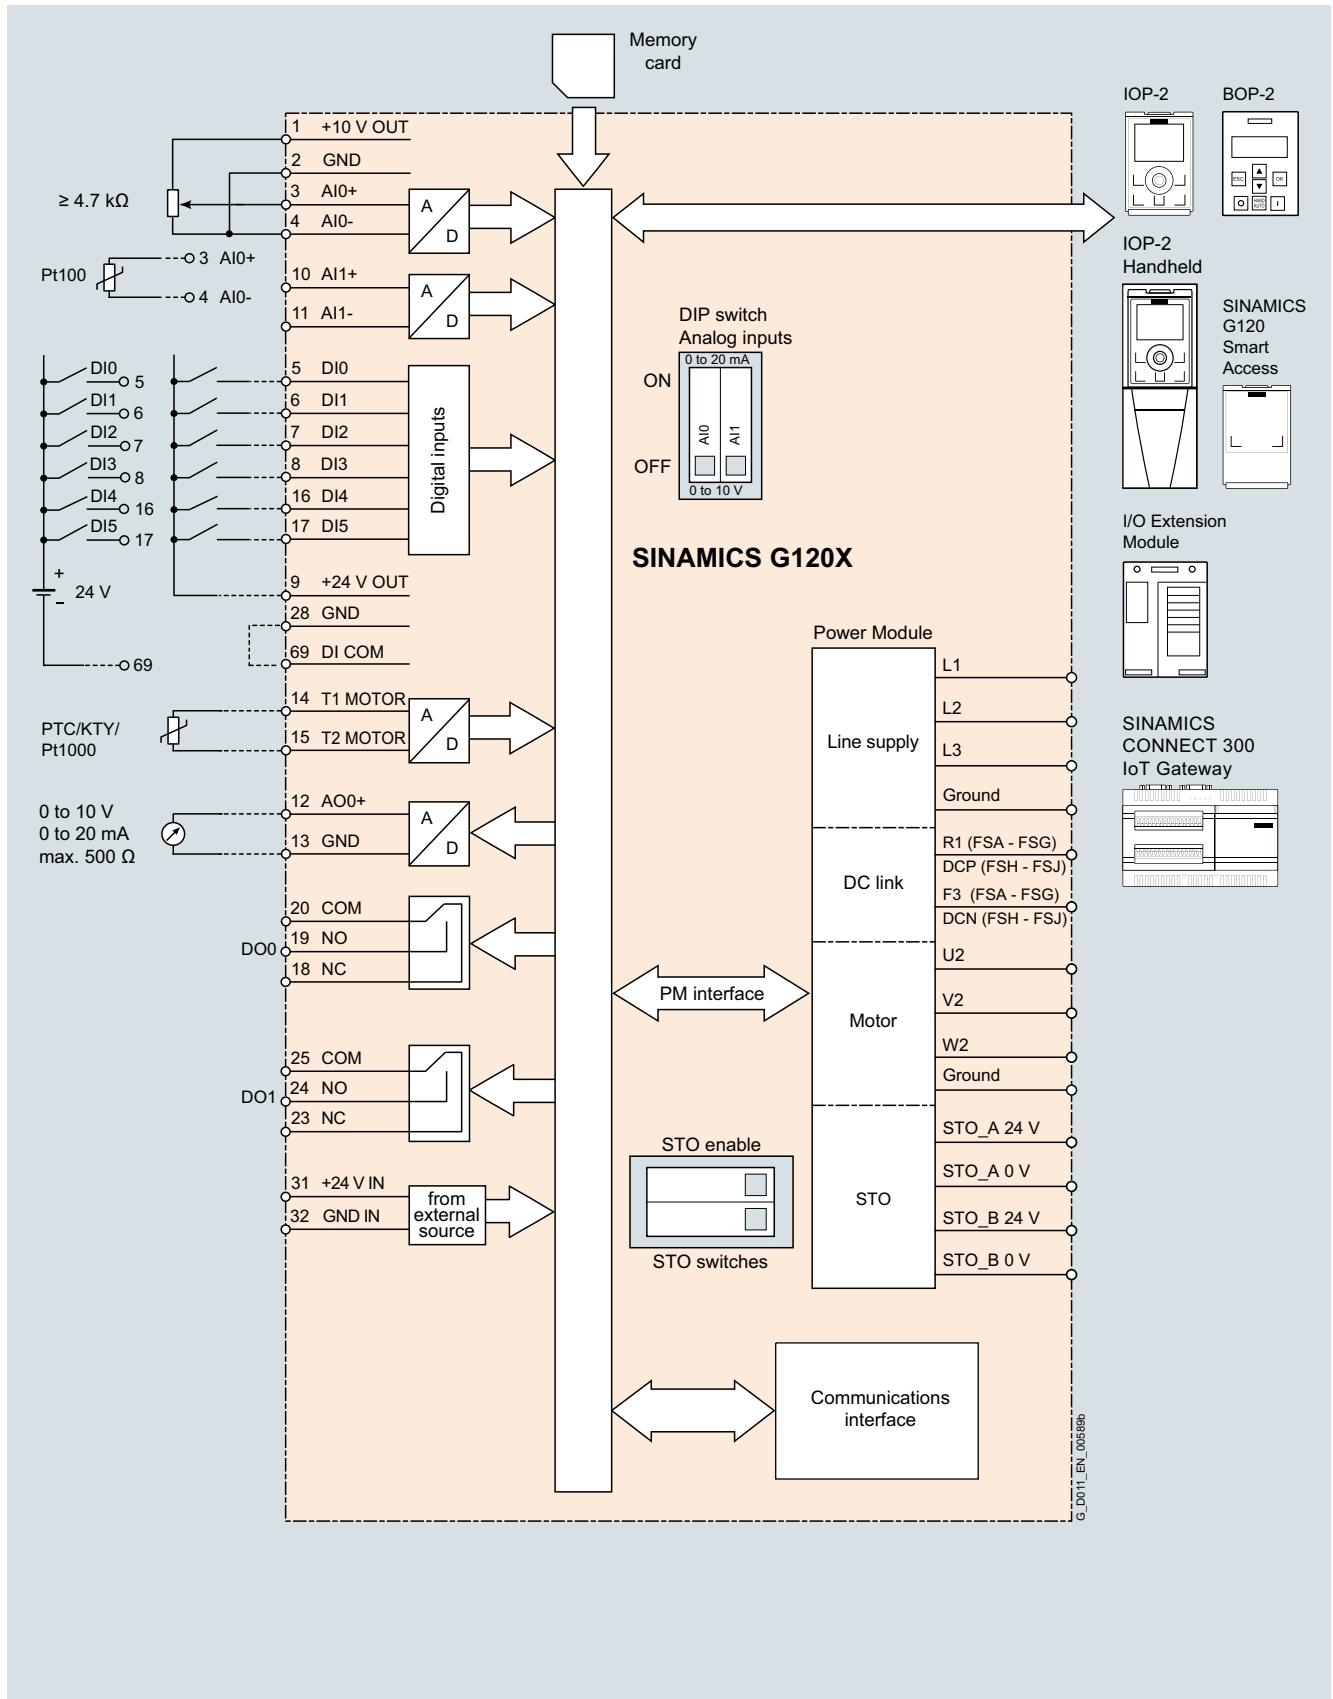 Memory
card
IOP-2
BOP-2
1 +10 V OUT
2 GND
3 AI0+
4 AI0-
≥ 4.7 kΩ
A
D
ESC
OK
HAND
AUTO
I
Pt100
3 AI0+
4 AI0-
10 AI1+
11 AI1-
A
D
IOP-2
Handheld
SINAMICS
G120
Smart
Access
DIP switch
Analog inputs
0 to 20 mA
ON
AI0
AI1
OFF
0 to 10 V
DI0
5
DI1
6
DI2
7
DI3
8
DI4
16
DI5
17
5 DI0
6 DI1
7 DI2
8 DI3
16 DI4
17 DI5
Digital inputs
I/O Extension
Module
SINAMICS G120X
+
24 V
–
69
9 +24 V OUT
28 GND
69 DI COM
Power Module
Line supply
L1
L2
L3
Ground
PTC/KTY/
Pt1000
14 T1 MOTOR
15 T2 MOTOR
A
D
SINAMICS
CONNECT 300
IoT Gateway
0 to 10 V
0 to 20 mA
max. 500 Ω
12 AO0+
13 GND
A
D
DC link
R1 (FSA - FSG)
DCP (FSH - FSJ)
F3 (FSA - FSG)
DCN (FSH - FSJ)
DO0
20 COM
19 NO
18 NC
PM interface
Motor
U2
V2
W2
Ground
DO1
25 COM
24 NO
23 NC
STO enable
STO switches
STO
STO_A 24 V
STO_A 0 V
STO_B 24 V
STO_B 0 V
31 +24 V IN
32 GND IN
from
external
source
Communications
interface
G_D011_EN_00589b